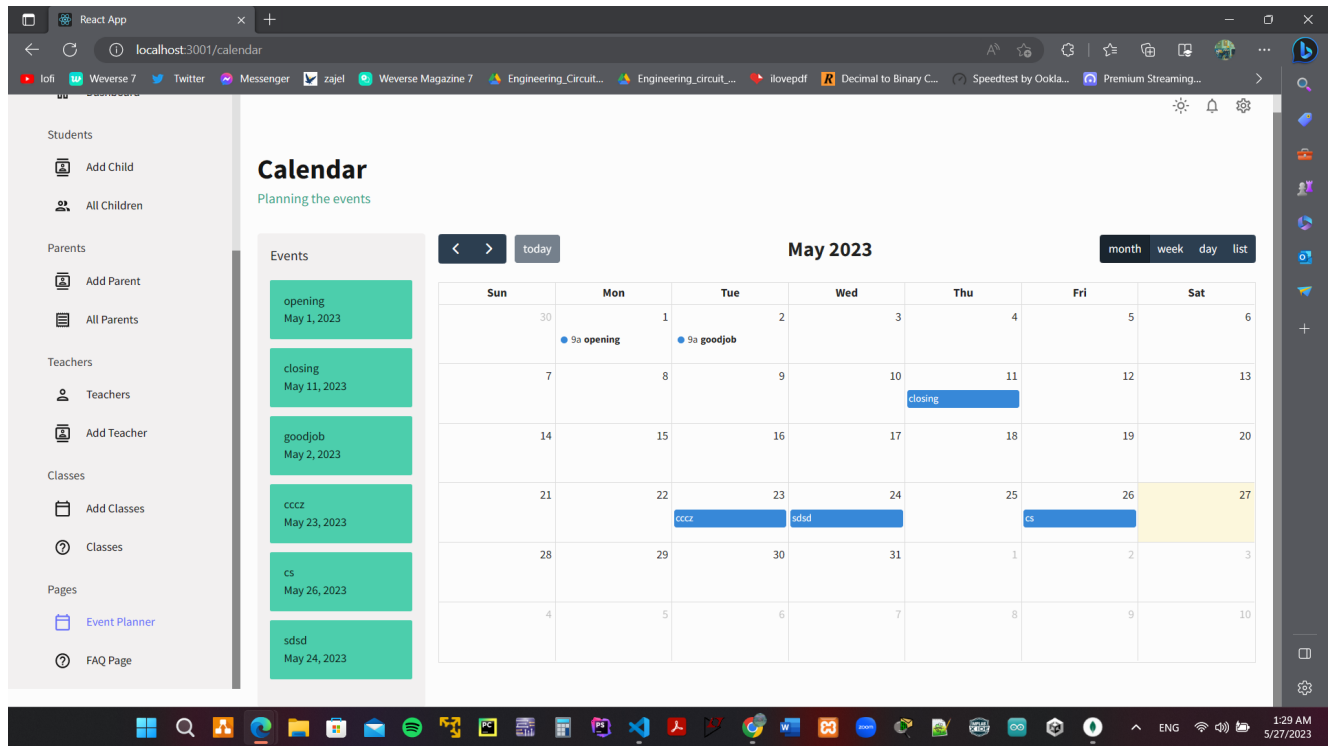 React App
localhost:3001/calendar
lofi
Weverse 7
Twitter
Messenger
zajel
Weverse Magazine 7
Engineering_Circuit...
Engineering_circuit_...
ilovepdf
Decimal to Binary C...
Speedtest by Ookla...
Premium Streaming...
Students
Add Child
All Children
Parents
Add Parent
All Parents
Teachers
Teachers
Add Teacher
Classes
Add Classes
Classes
Pages
Event Planner
FAQ Page
Calendar
Planning the events
Events
opening
May 1, 2023
closing
May 11, 2023
goodjob
May 2, 2023
cccz
May 23, 2023
cs
May 26, 2023
sdsd
May 24, 2023
today
May 2023
month week day list
Sun Mon Tue Wed Thu Fri Sat
30 1 2 3 4 5 6
9a opening 9a goodjob
7 8 9 10 11 12 13
closing
14 15 16 17 18 19 20
21 22 23 24 25 26 27
cccz sdsd cs
28 29 30 31 1 2 3
4 5 6 7 8 9 10
ENG
1:29 AM
5/27/2023